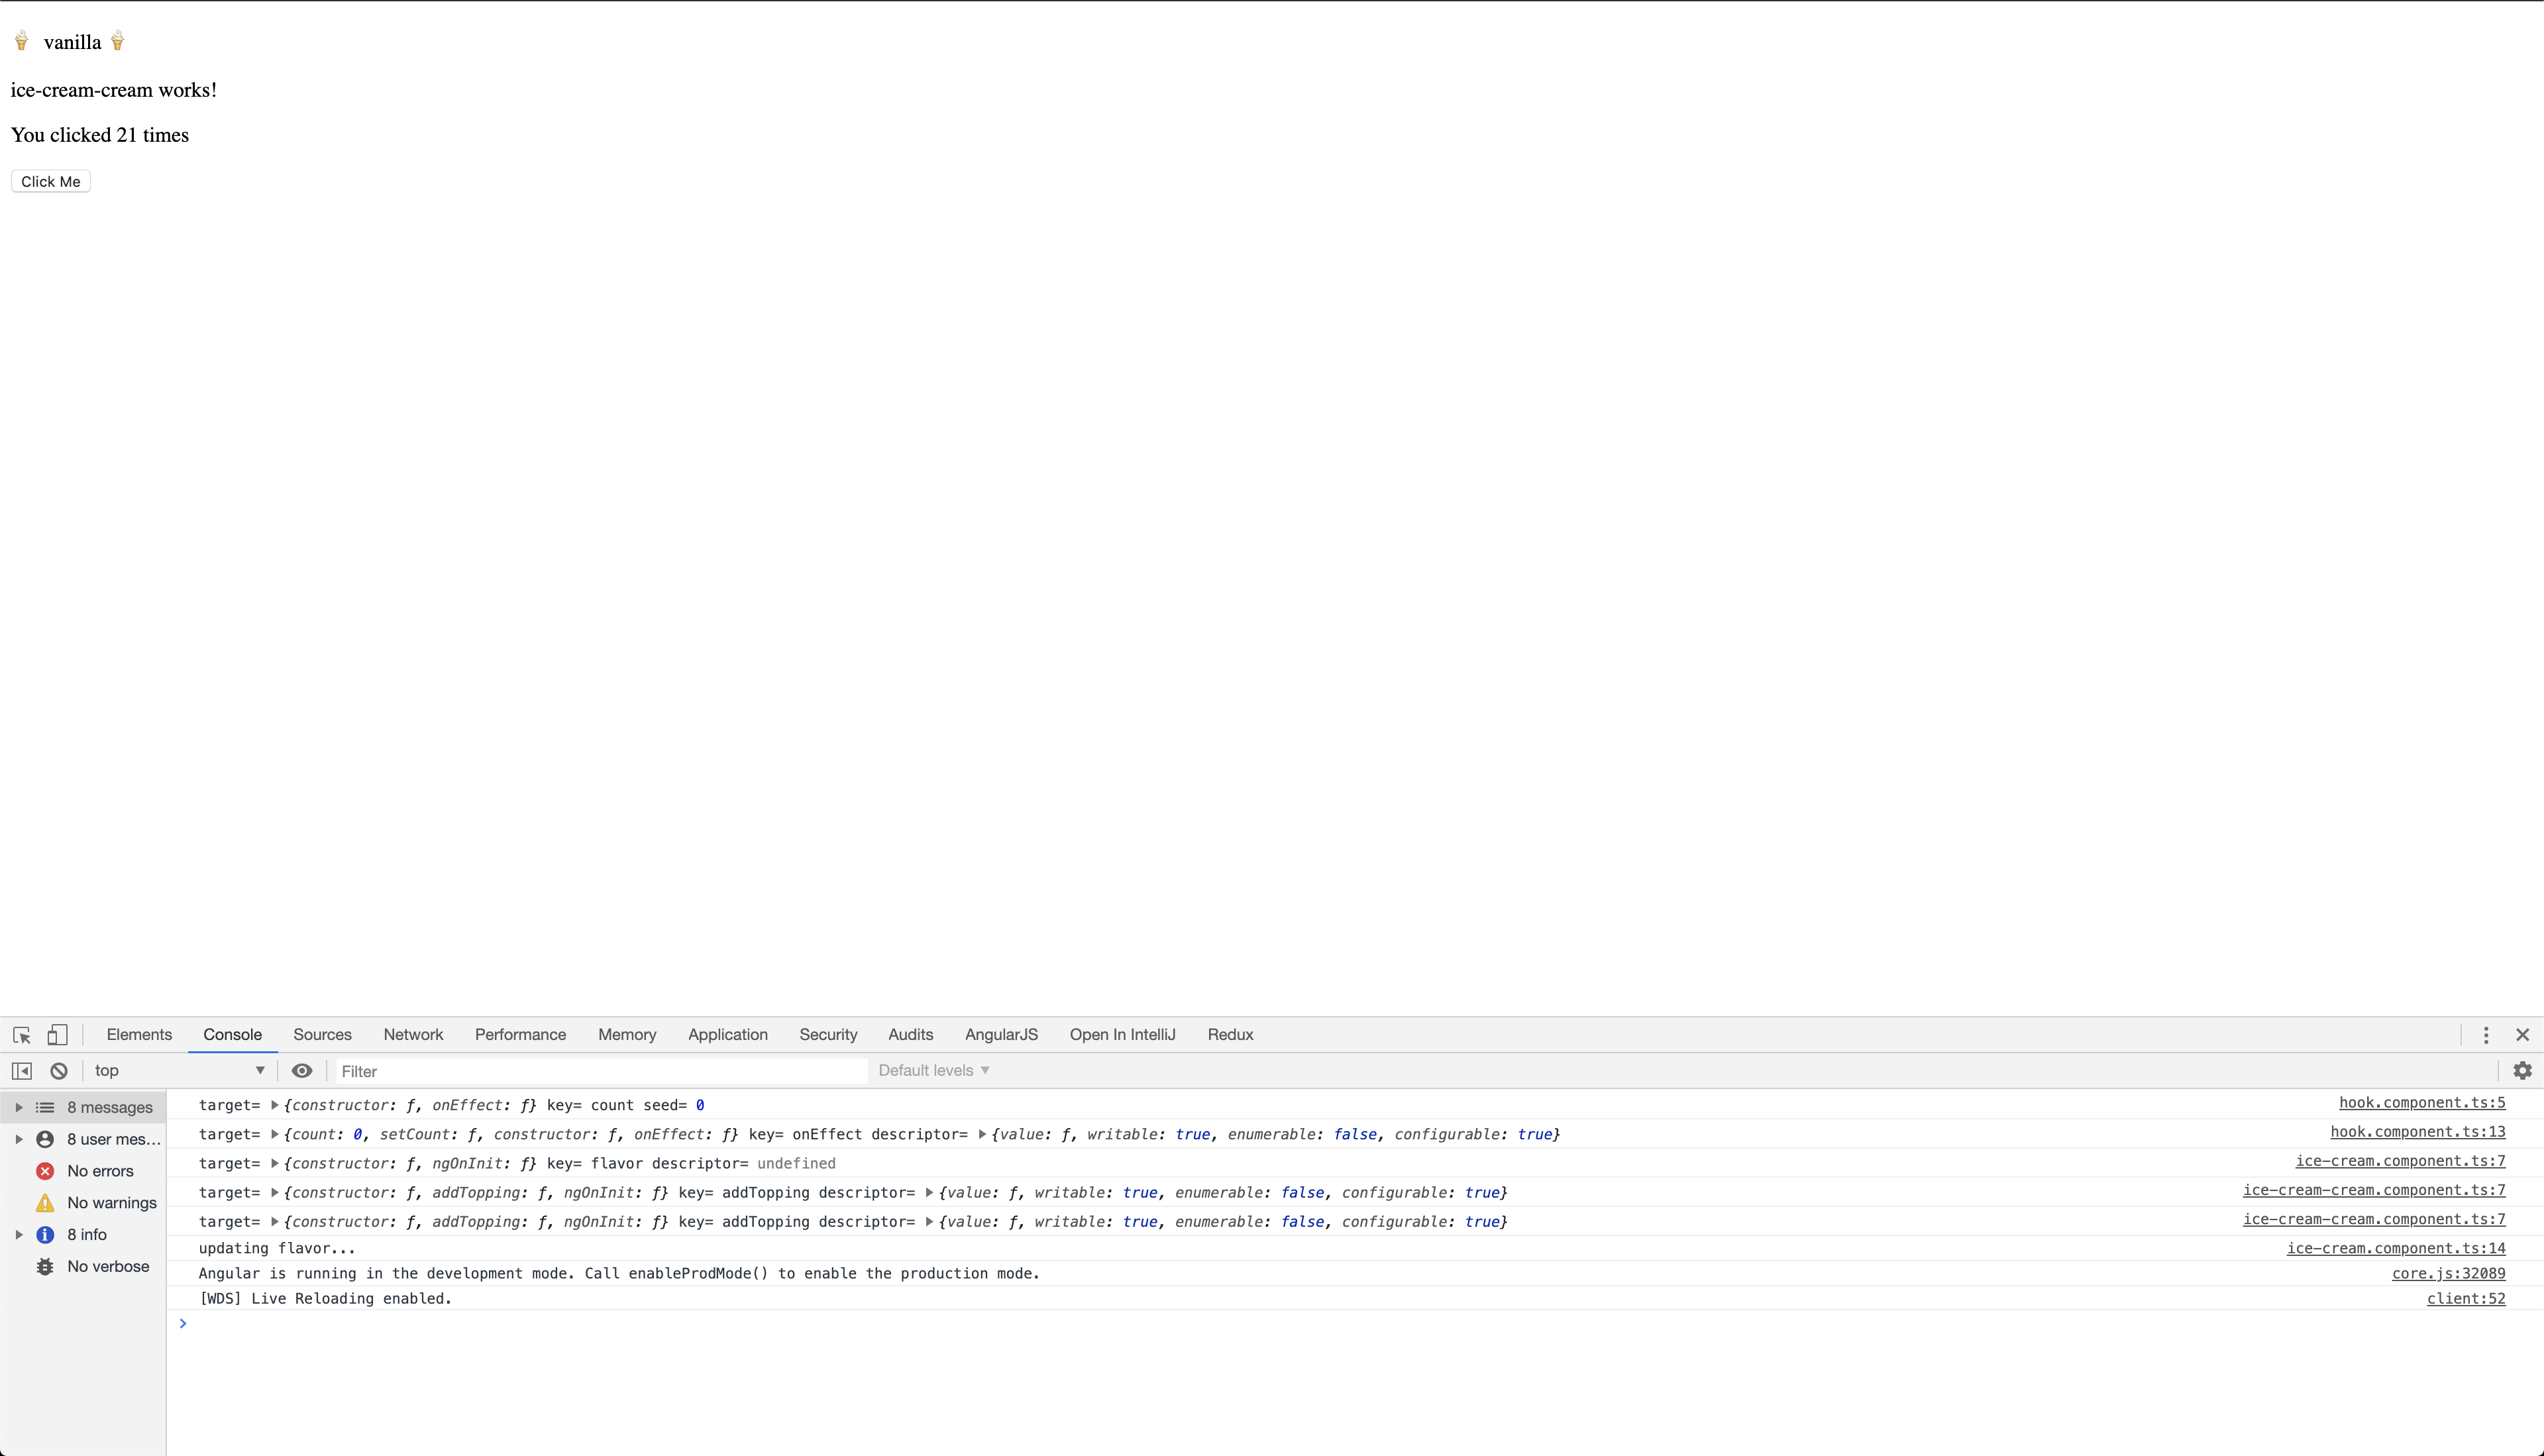 🍦 vanilla 🍦
ice-cream-cream works!
You clicked 21 times
Click Me
Elements Console Sources Network Performance Memory Application Security Audits AngularJS Open In IntelliJ Redux
top ▼ Filter Default levels ▼
8 messages
8 user mes...
No errors
No warnings
8 info
No verbose
target= ▶{constructor: ƒ, onEffect: ƒ} key= count seed= 0 hook.component.ts:5
target= ▶{count: 0, setCount: ƒ, constructor: ƒ, onEffect: ƒ} key= onEffect descriptor= ▶{value: ƒ, writable: true, enumerable: false, configurable: true} hook.component.ts:13
target= ▶{constructor: ƒ, ngOnInit: ƒ} key= flavor descriptor= undefined ice-cream.component.ts:7
target= ▶{constructor: ƒ, addTopping: ƒ, ngOnInit: ƒ} key= addTopping descriptor= ▶{value: ƒ, writable: true, enumerable: false, configurable: true} ice-cream-cream.component.ts:7
target= ▶{constructor: ƒ, addTopping: ƒ, ngOnInit: ƒ} key= addTopping descriptor= ▶{value: ƒ, writable: true, enumerable: false, configurable: true} ice-cream-cream.component.ts:7
updating flavor... ice-cream.component.ts:14
Angular is running in the development mode. Call enableProdMode() to enable the production mode. core.js:32089
[WDS] Live Reloading enabled. client:52